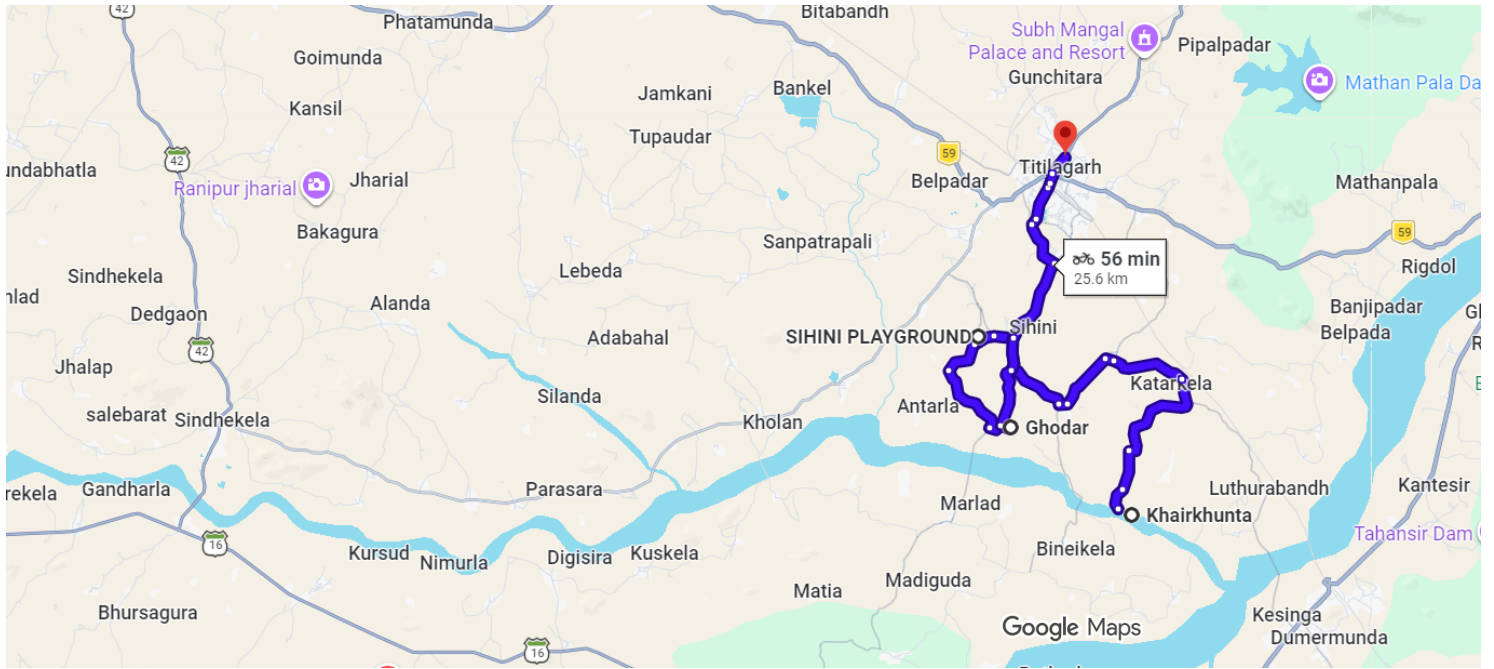 42
Phatamunda
Bitabandh
Subh Mangal
Palace and Resort
Pipalpadar
Goimunda
Gunchitara
Kansil
Jamkani
Bankel
Mathan Pala Da
Tupaudar
59
undabhatla
42
Ranipur jharial
Jharial
Belpadar
Titilagarh
Mathanpala
Bakagura
Sanpatrapali
59
56 min
25.6 km
Sindhekela
Lebeda
Rigdol
nlad
Dedgaon
Alanda
Banjipadar
Belpada
Adabahal
SIHINI PLAYGROUND
Sihini
42
Jhalap
Katarkela
Silanda
Antarla
salebarat
Sindhekela
Kholan
Ghodar
rekela
Gandharla
Parasara
Marlad
Luthurabandh
Kantesir
Khairkhunta
16
Kursud
Nimurla
Digisira
Kuskela
Bineikela
Tahansir Dam
Matia
Madiguda
Bhursagura
Kesinga
Google Maps
Dumermunda
16